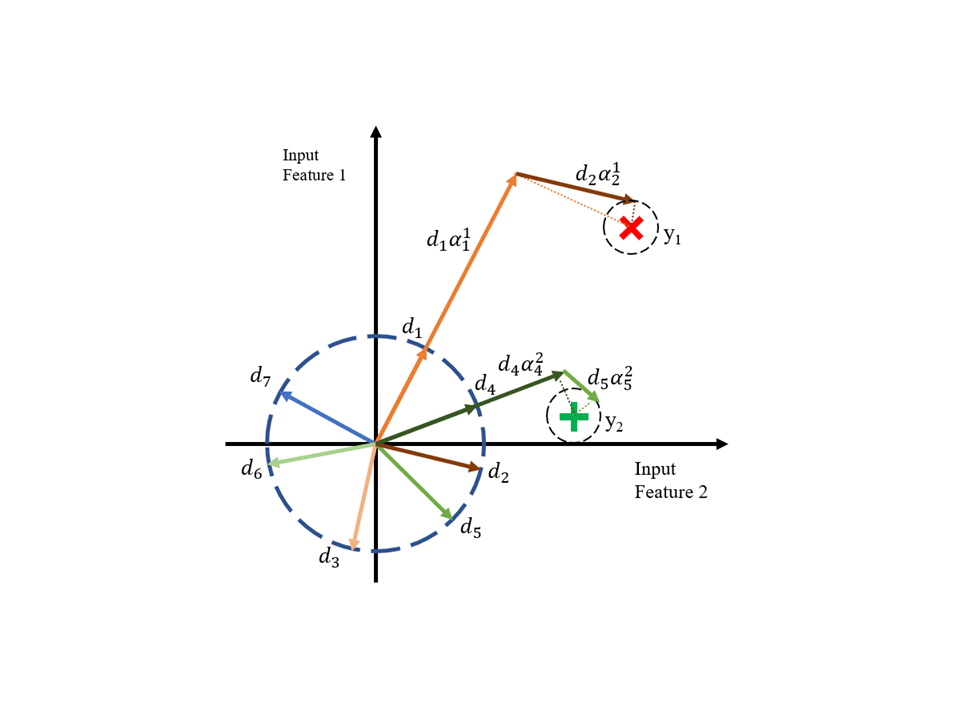 Input
Feature 1
d₂α₂¹
y₁
d₁α₁¹
d₁
d₄α₄²
d₅α₅²
d₄
d₇
y₂
d₆
d₂
Input
Feature 2
d₅
d₃